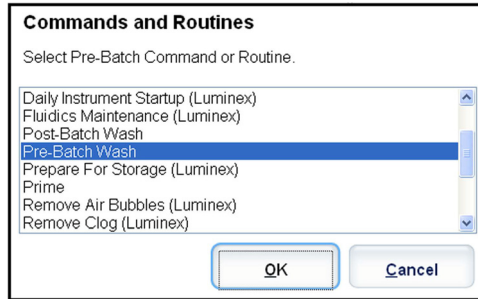 Commands and Routines
Select Pre-Batch Command or Routine.
Daily Instrument Startup (Luminex)
Fluidics Maintenance (Luminex)
Post-Batch Wash
Pre-Batch Wash
Prepare For Storage (Luminex)
Prime
Remove Air Bubbles (Luminex)
Remove Clog (Luminex)
OK
Cancel